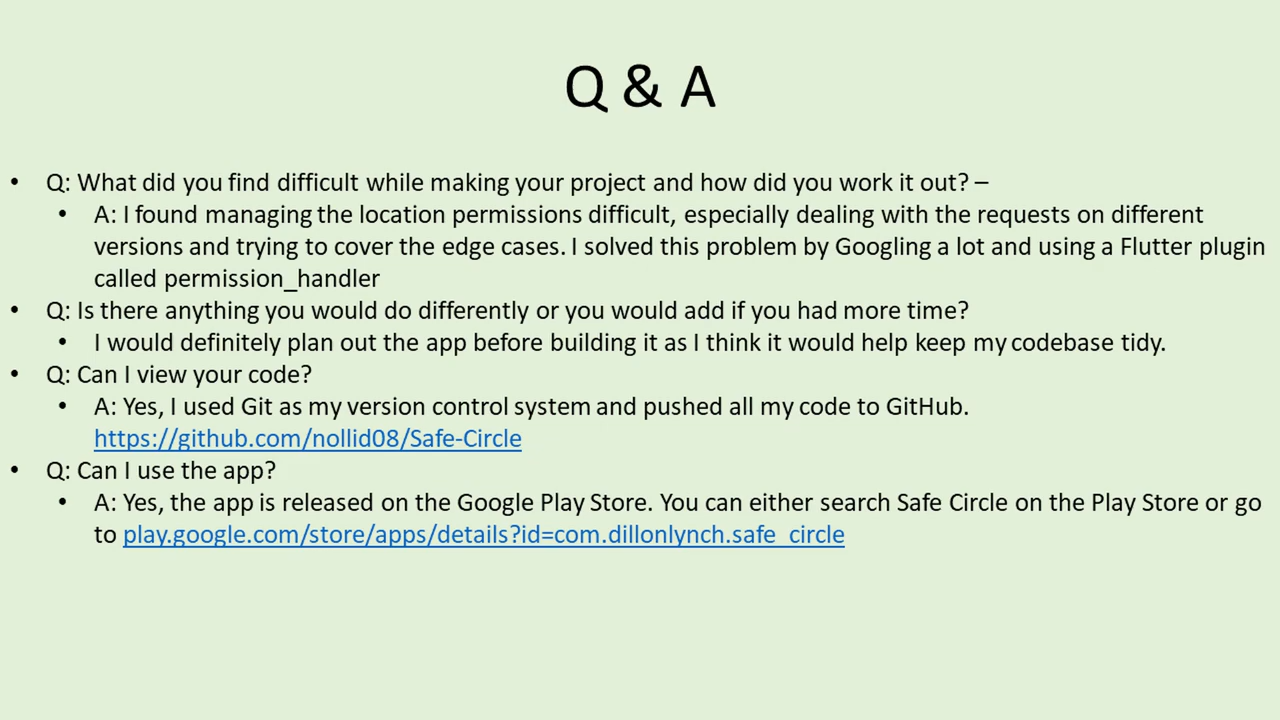 Q & A
• Q: What did you find difficult while making your project and how did you work it out? –
• A: I found managing the location permissions difficult, especially dealing with the requests on different
versions and trying to cover the edge cases. I solved this problem by Googling a lot and using a Flutter plugin
called permission_handler
• Q: Is there anything you would do differently or you would add if you had more time?
• I would definitely plan out the app before building it as I think it would help keep my codebase tidy.
• Q: Can I view your code?
• A: Yes, I used Git as my version control system and pushed all my code to GitHub.
https://github.com/nollid08/Safe-Circle
• Q: Can I use the app?
• A: Yes, the app is released on the Google Play Store. You can either search Safe Circle on the Play Store or go
to play.google.com/store/apps/details?id=com.dillonlynch.safe_circle